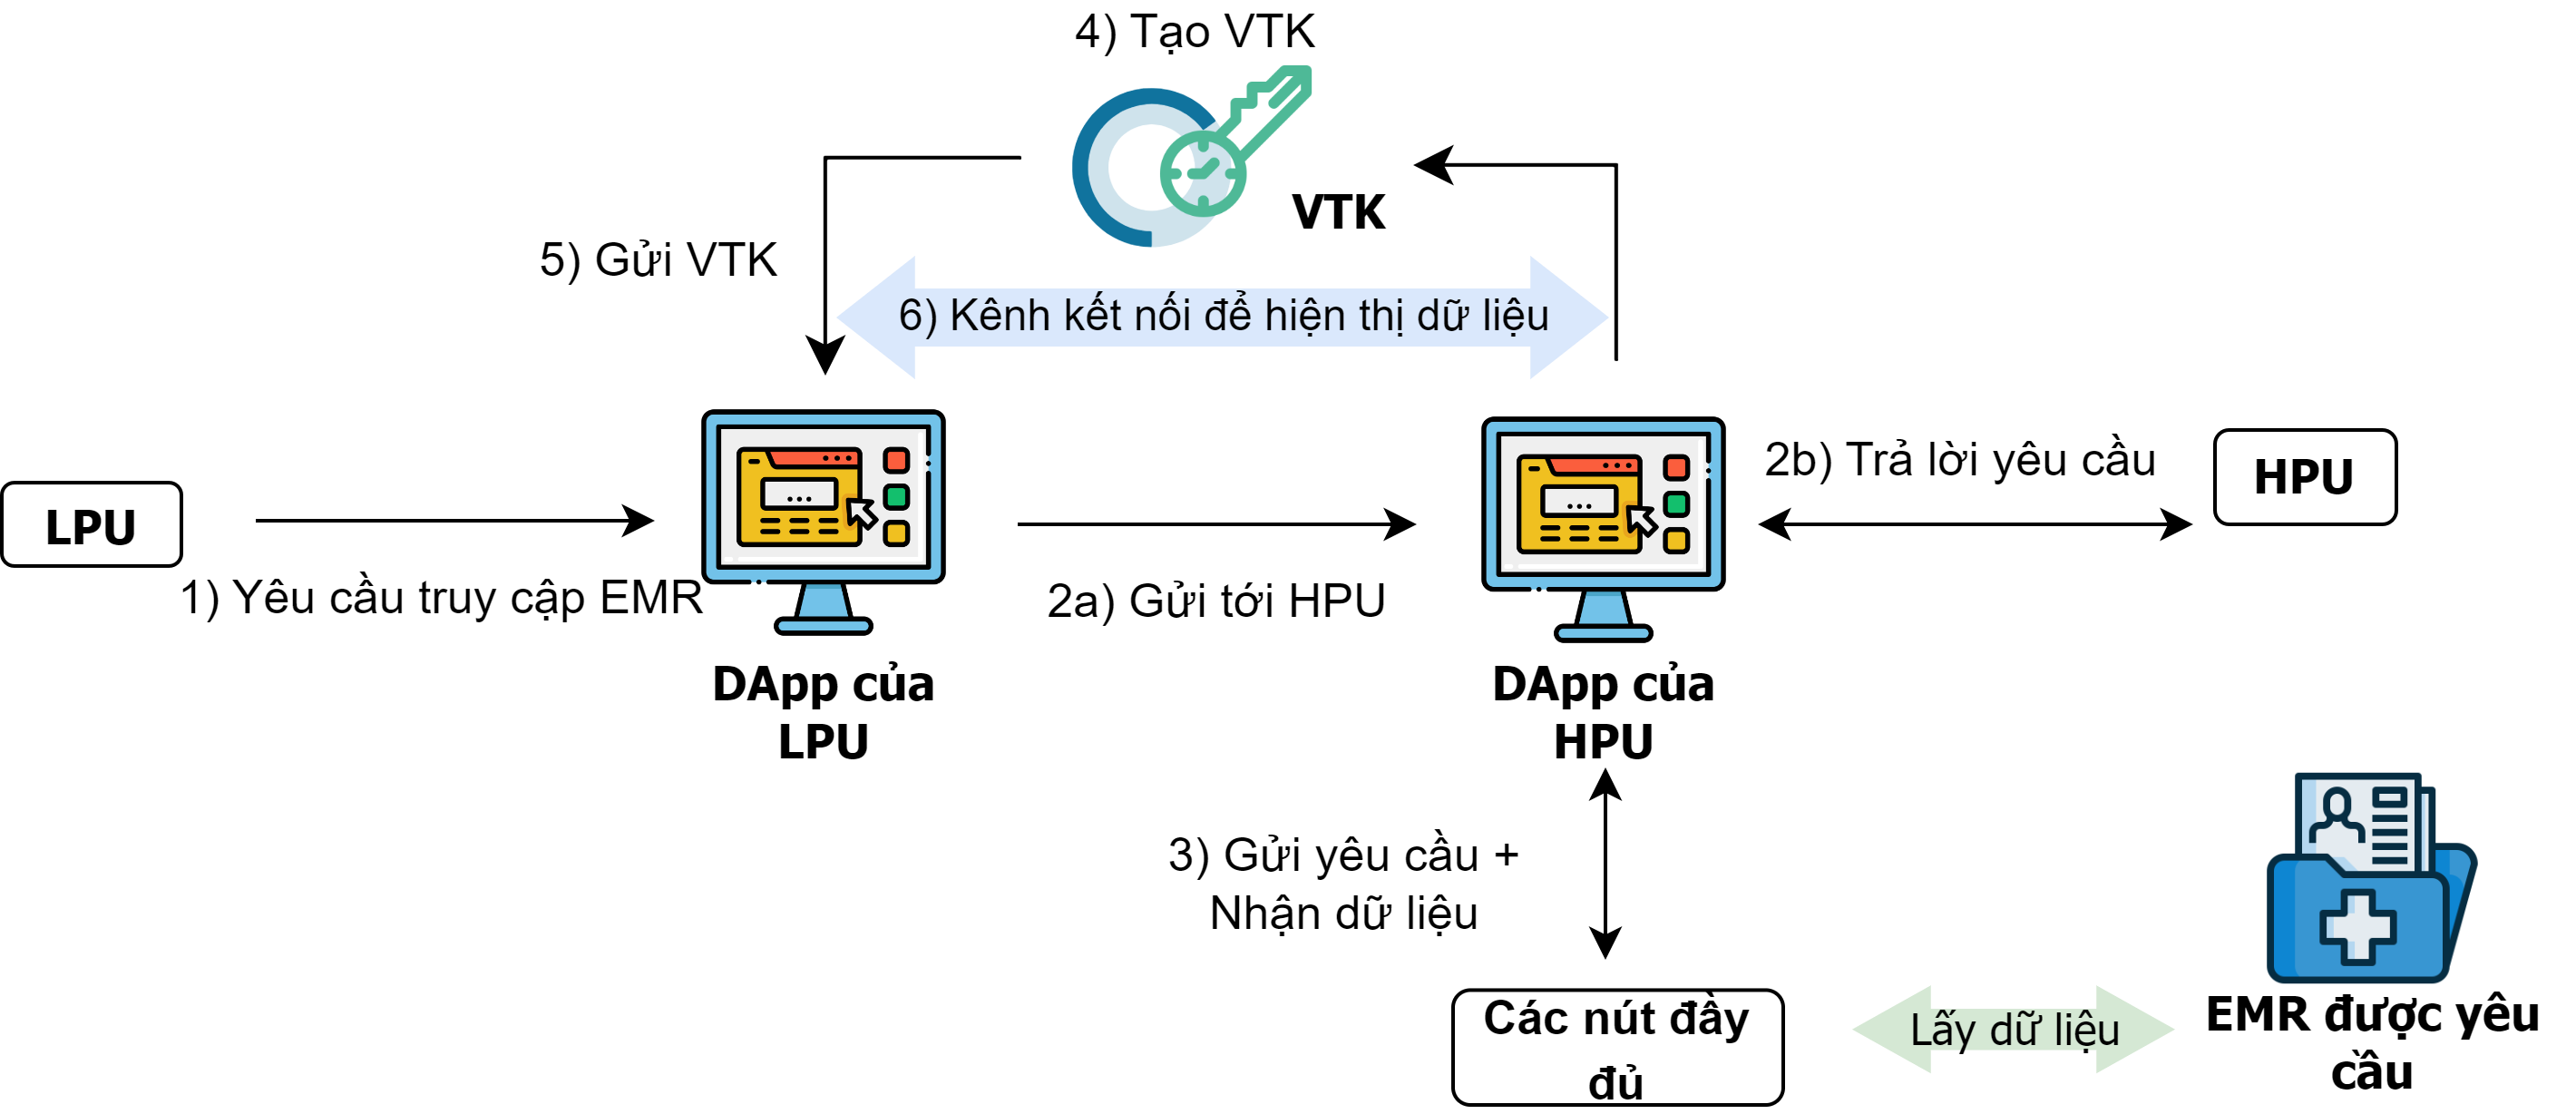 4) Tạo VTK
VTK
5) Gửi VTK
6) Kênh kết nối để hiện thị dữ liệu
LPU
1) Yêu cầu truy cập EMR
DApp của
LPU
2a) Gửi tới HPU
DApp của
HPU
2b) Trả lời yêu cầu
HPU
3) Gửi yêu cầu +
Nhận dữ liệu
Các nút đầy
đủ
Lấy dữ liệu
EMR được yêu
cầu